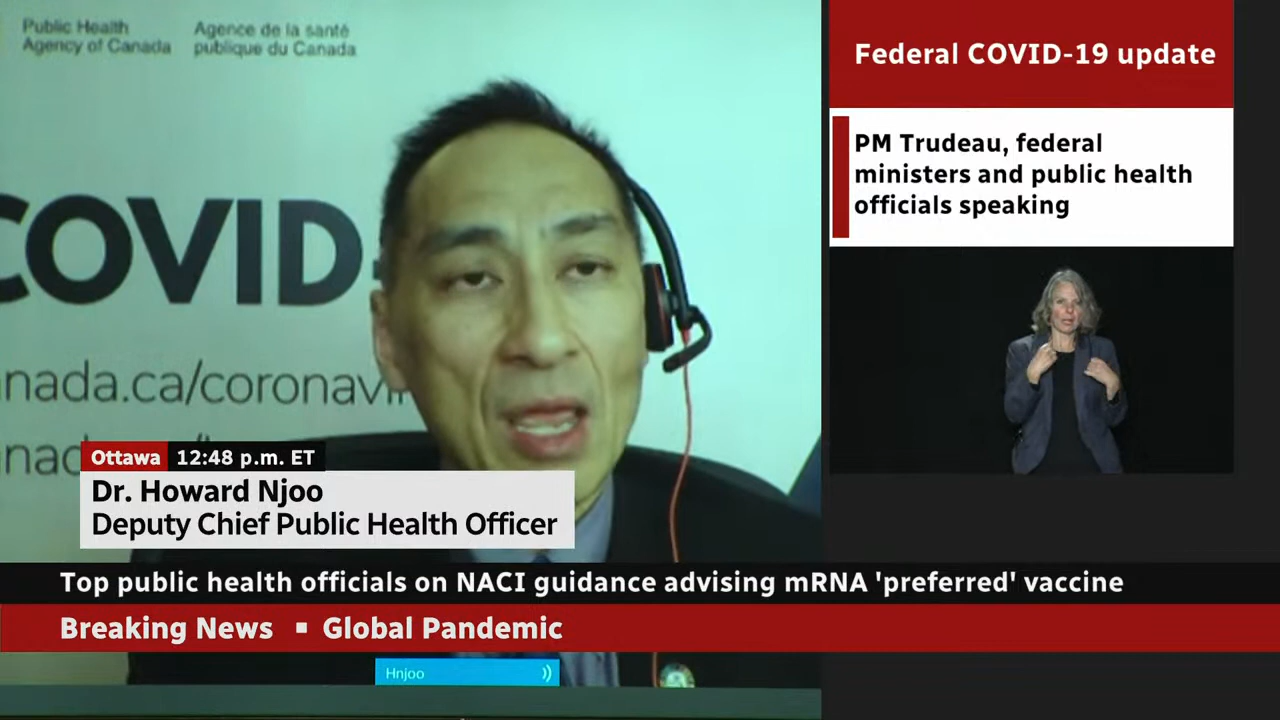 Public Health
Agency of Canada
Agence de la santé
publique du Canada
COVID-
nada.ca/coronavi
nad
Ottawa 12:48 p.m. ET
Dr. Howard Njoo
Deputy Chief Public Health Officer
Federal COVID-19 update
PM Trudeau, federal
ministers and public health
officials speaking
Top public health officials on NACI guidance advising mRNA 'preferred' vaccine
Breaking News ▪ Global Pandemic
Hnjoo